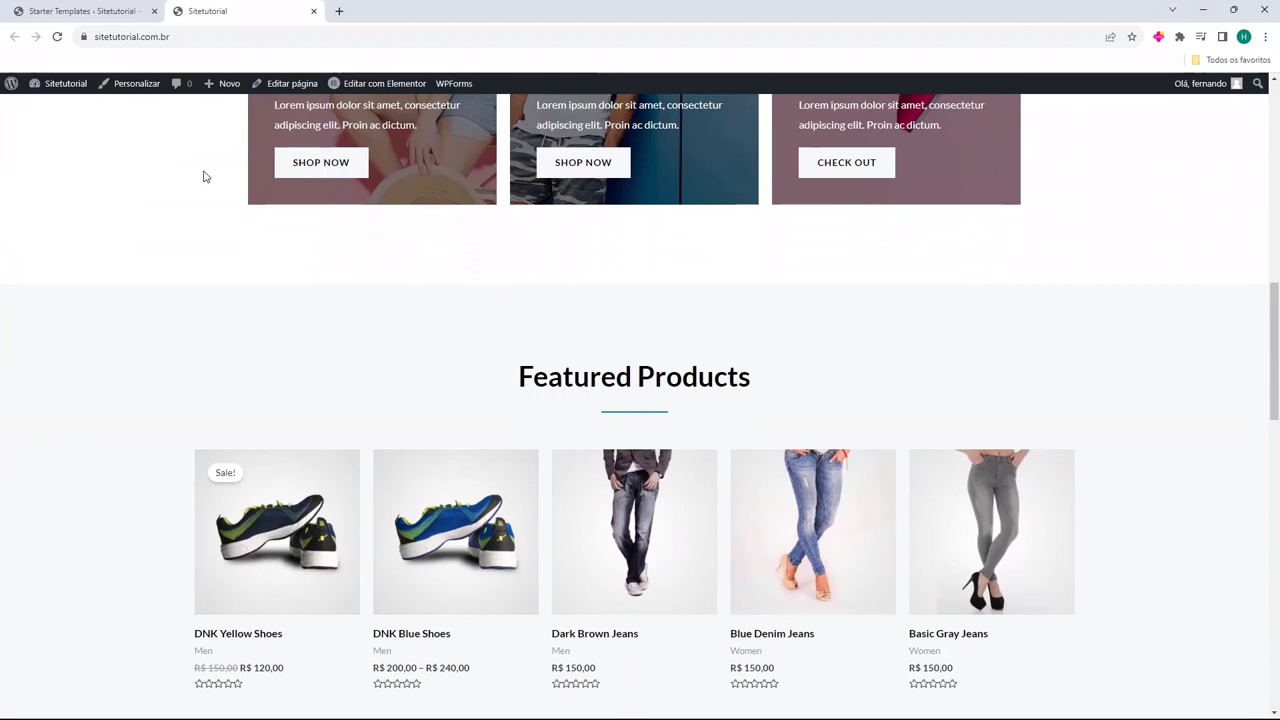 Starter Templates ‹ Sitetutorial –
Sitetutorial
sitetutorial.com.br
H
Todos os favoritos
Sitetutorial
Personalizar
0
Novo
Editar página
Editar com Elementor
WPForms
Olá, fernando
Lorem ipsum dolor sit amet, consectetur
adipiscing elit. Proin ac dictum.
SHOP NOW
Lorem ipsum dolor sit amet, consectetur
adipiscing elit. Proin ac dictum.
SHOP NOW
Lorem ipsum dolor sit amet, consectetur
adipiscing elit. Proin ac dictum.
CHECK OUT
Featured Products
Sale!
DNK Yellow Shoes
Men
R$ 150,00 R$ 120,00
DNK Blue Shoes
Men
R$ 200,00 – R$ 240,00
Dark Brown Jeans
Men
R$ 150,00
Blue Denim Jeans
Women
R$ 150,00
Basic Gray Jeans
Women
R$ 150,00